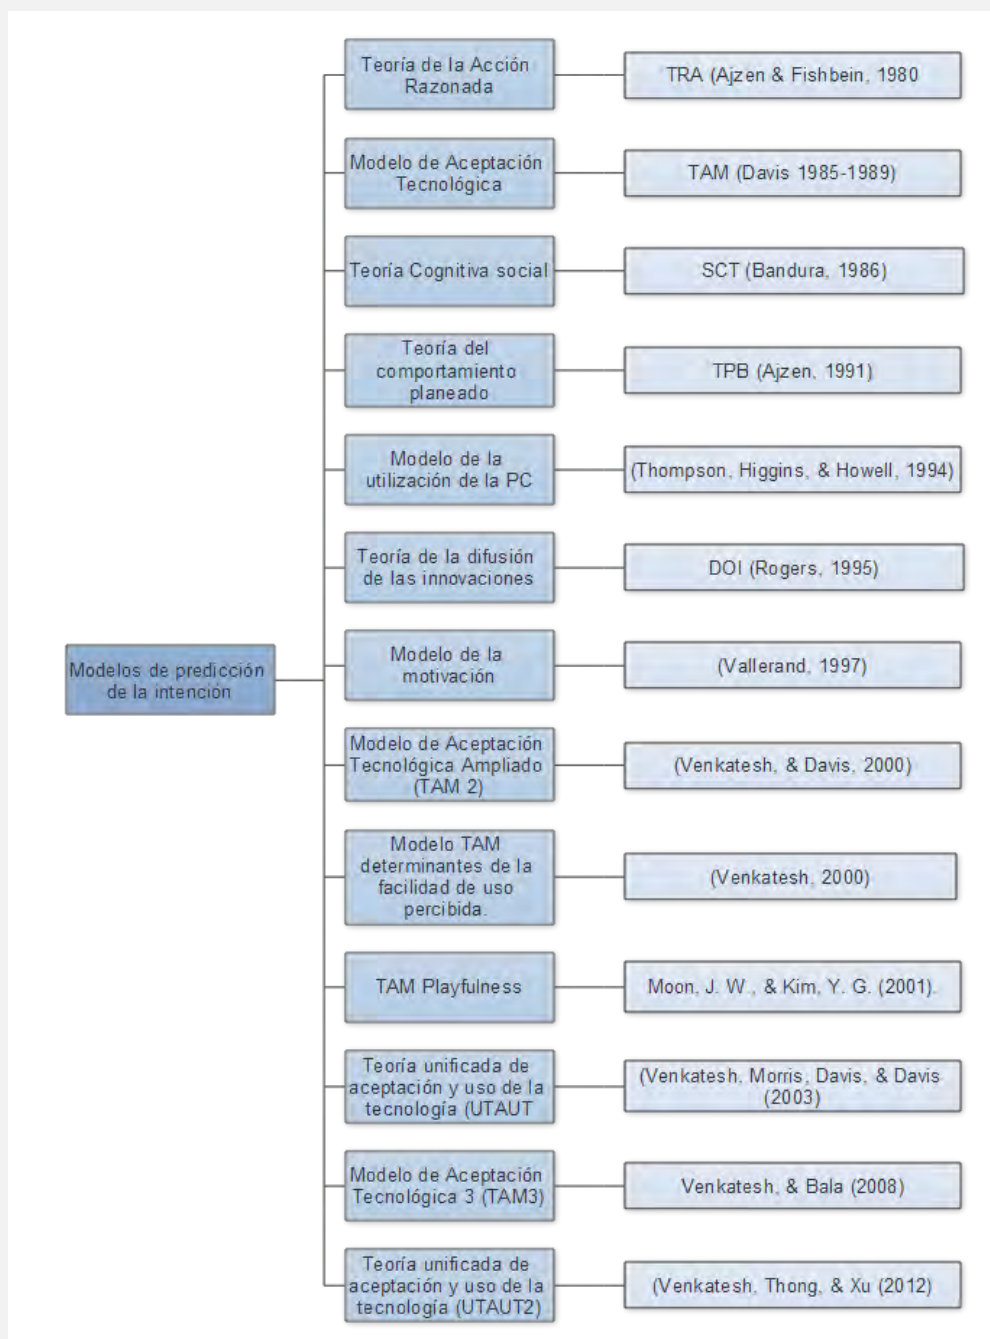 Teoría de la Acción
Razonada
TRA (Ajzen & Fishbein, 1980
Modelo de Aceptación
Tecnológica
TAM (Davis 1985-1989)
Teoría Cognitiva social
SCT (Bandura, 1986)
Teoría del
comportamiento
planeado
TPB (Ajzen, 1991)
Modelo de la
utilización de la PC
(Thompson, Higgins, & Howell, 1994)
Teoría de la difusión
de las innovaciones
DOI (Rogers, 1995)
Modelos de predicción
de la intención
Modelo de la
motivación
(Vallerand, 1997)
Modelo de Aceptación
Tecnológica Ampliado
(TAM 2)
(Venkatesh, & Davis, 2000)
Modelo TAM
determinantes de la
facilidad de uso
percibida.
(Venkatesh, 2000)
TAM Playfulness
Moon, J. W., & Kim, Y. G. (2001).
Teoría unificada de
aceptación y uso de la
tecnología (UTAUT
(Venkatesh, Morris, Davis, & Davis
(2003)
Modelo de Aceptación
Tecnológica 3 (TAM3)
Venkatesh, & Bala (2008)
Teoría unificada de
aceptación y uso de la
tecnología (UTAUT2)
(Venkatesh, Thong, & Xu (2012)